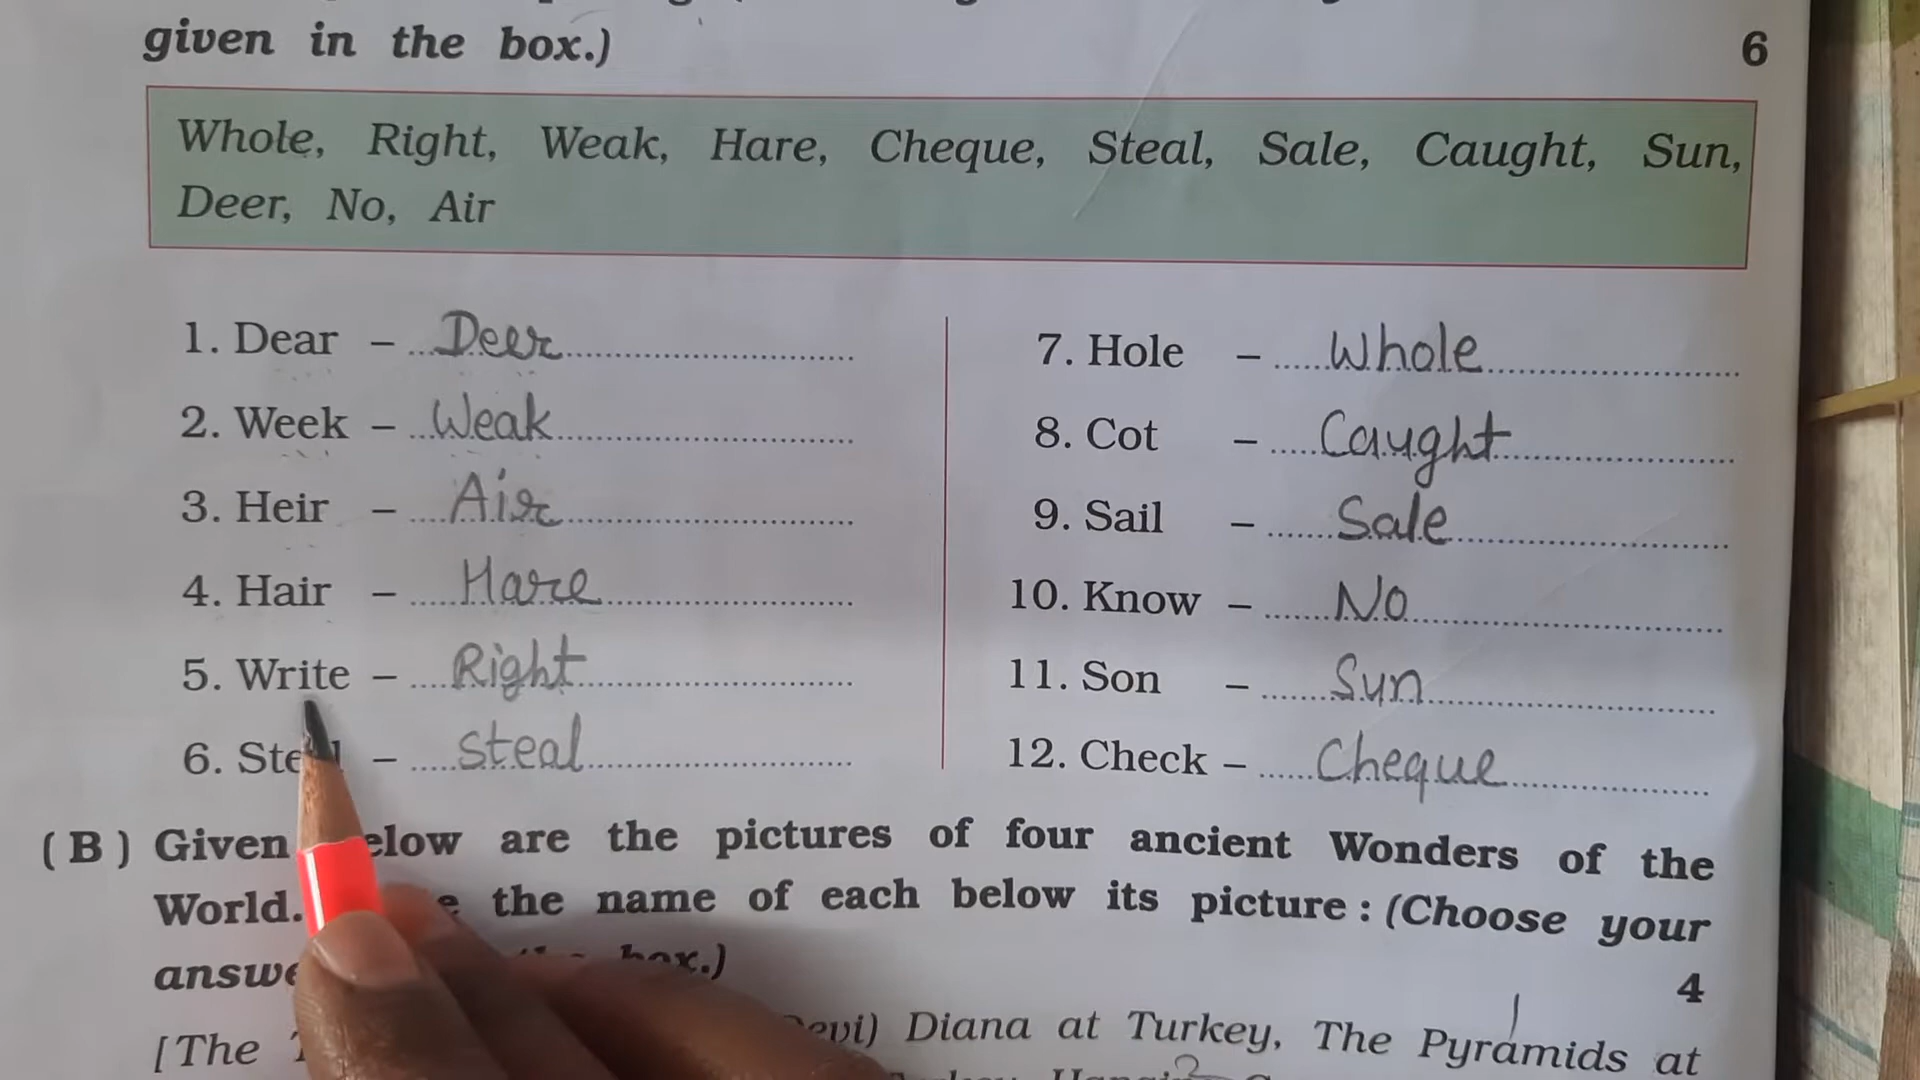 given in the box.) 6
Whole, Right, Weak, Hare, Cheque, Steal, Sale, Caught, Sun,
Deer, No, Air
1. Dear – Deer
2. Week – Weak
3. Heir – Air
4. Hair – Hare
5. Write – Right
6. – Steal
7. Hole – Whole
8. Cot – Caught
9. Sail – Sale
10. Know – No
11. Son – Sun
12. Check – Cheque
(B) Given are the pictures of four ancient Wonders of the
World. the name of each below its picture : (Choose your
box.) 4
[The Diana at Turkey, The Pyramids at